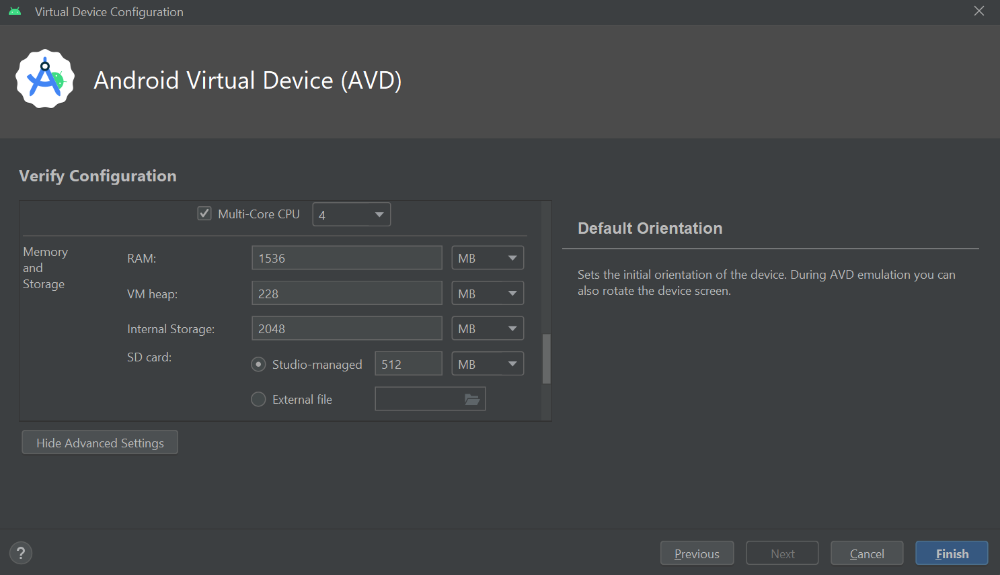 Virtual Device Configuration
Android Virtual Device (AVD)
Verify Configuration
Multi-Core CPU 4
Memory
and
Storage
RAM: 1536 MB
VM heap: 228 MB
Internal Storage: 2048 MB
SD card:
Studio-managed 512 MB
External file
Hide Advanced Settings
Default Orientation
Sets the initial orientation of the device. During AVD emulation you can
also rotate the device screen.
?
Previous Next Cancel Finish